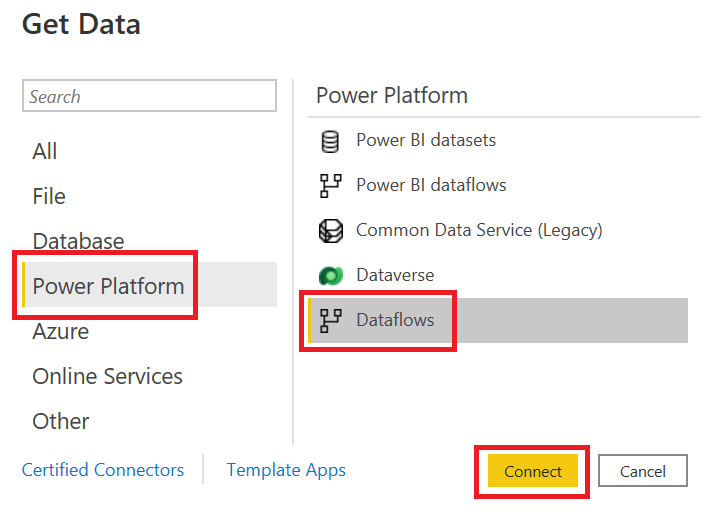 Get Data
Search
All
File
Database
Power Platform
Azure
Online Services
Other
Power Platform
Power BI datasets
Power BI dataflows
Common Data Service (Legacy)
Dataverse
Dataflows
Certified Connectors
Template Apps
Connect
Cancel